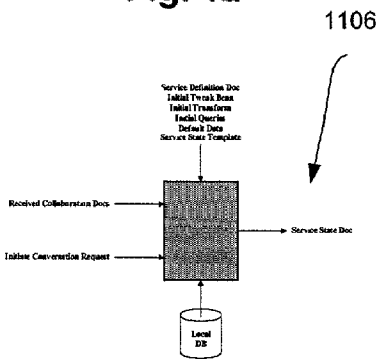 1106
Service Definition Doc
Initial Tweak Bean
Initial Transform
Initial Queries
Default Data
Service State Template
Received Collaboration Docs
Service State Doc
Initiate Conversation Request
Local
DB